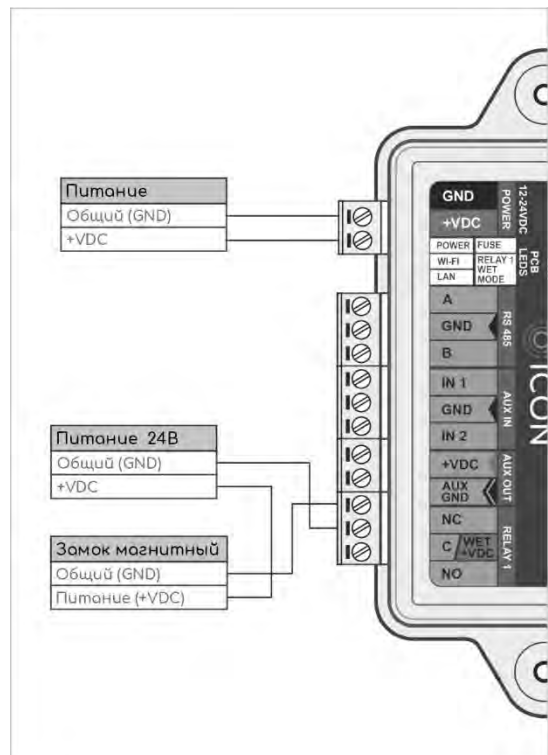 Питание
Общий (GND)
+VDC
Питание 24В
Общий (GND)
+VDC
Замок магнитный
Общий (GND)
Питание (+VDC)
GND
+VDC
POWER
12-24VDC
POWER
FUSE
WI-FI
RELAY 1
WET
MODE
LAN
PCB
LEDS
A
GND
B
RS 485
IN 1
GND
IN 2
AUX IN
+VDC
AUX
GND
AUX OUT
NC
C / WET
+VDC
NO
RELAY 1
ICON